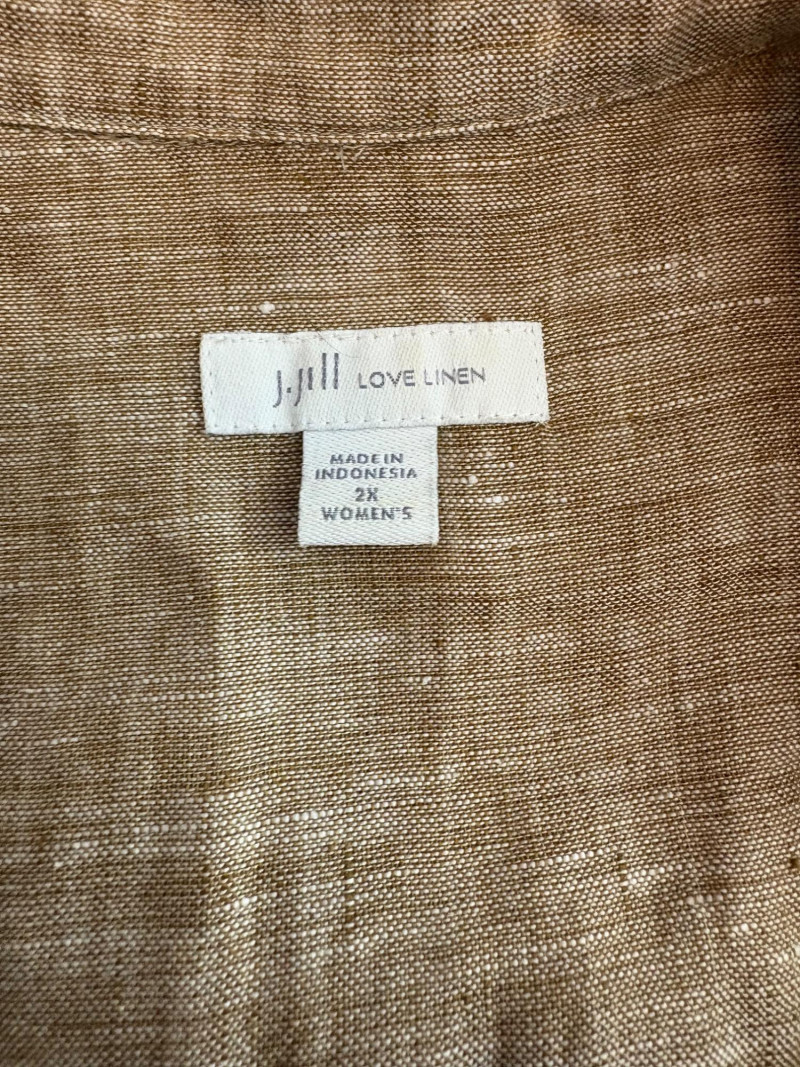 J.Jill LOVE LINEN
MADE IN
INDONESIA
2X
WOMEN'S